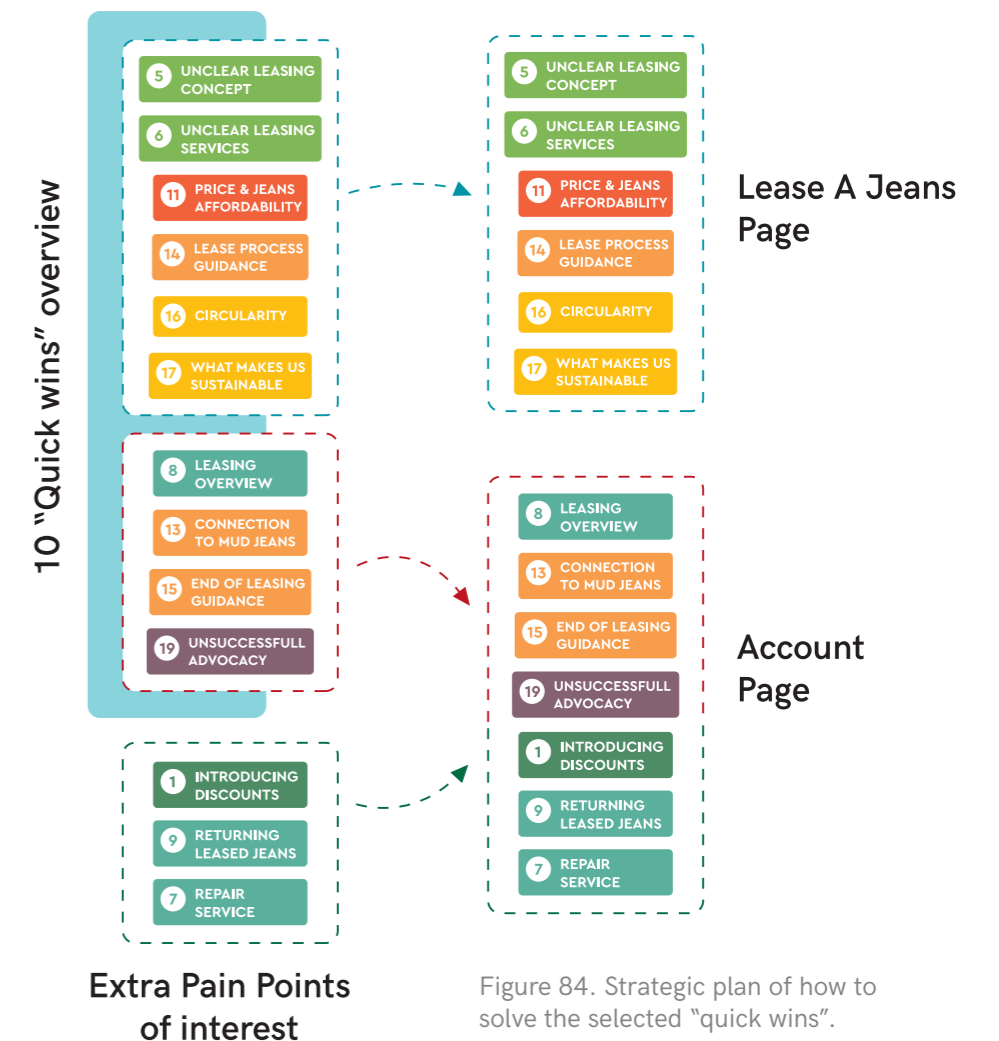 10 “Quick wins” overview
5 UNCLEAR LEASING
CONCEPT
6 UNCLEAR LEASING
SERVICES
11 PRICE & JEANS
AFFORDABILITY
14 LEASE PROCESS
GUIDANCE
16 CIRCULARITY
17 WHAT MAKES US
SUSTAINABLE
8 LEASING
OVERVIEW
13 CONNECTION
TO MUD JEANS
15 END OF LEASING
GUIDANCE
19 UNSUCCESSFULL
ADVOCACY
1 INTRODUCING
DISCOUNTS
9 RETURNING
LEASED JEANS
7 REPAIR
SERVICE
Extra Pain Points
of interest
5 UNCLEAR LEASING
CONCEPT
6 UNCLEAR LEASING
SERVICES
11 PRICE & JEANS
AFFORDABILITY
14 LEASE PROCESS
GUIDANCE
16 CIRCULARITY
17 WHAT MAKES US
SUSTAINABLE
Lease A Jeans
Page
8 LEASING
OVERVIEW
13 CONNECTION
TO MUD JEANS
15 END OF LEASING
GUIDANCE
19 UNSUCCESSFULL
ADVOCACY
1 INTRODUCING
DISCOUNTS
9 RETURNING
LEASED JEANS
7 REPAIR
SERVICE
Account
Page
Figure 84. Strategic plan of how to
solve the selected “quick wins”.